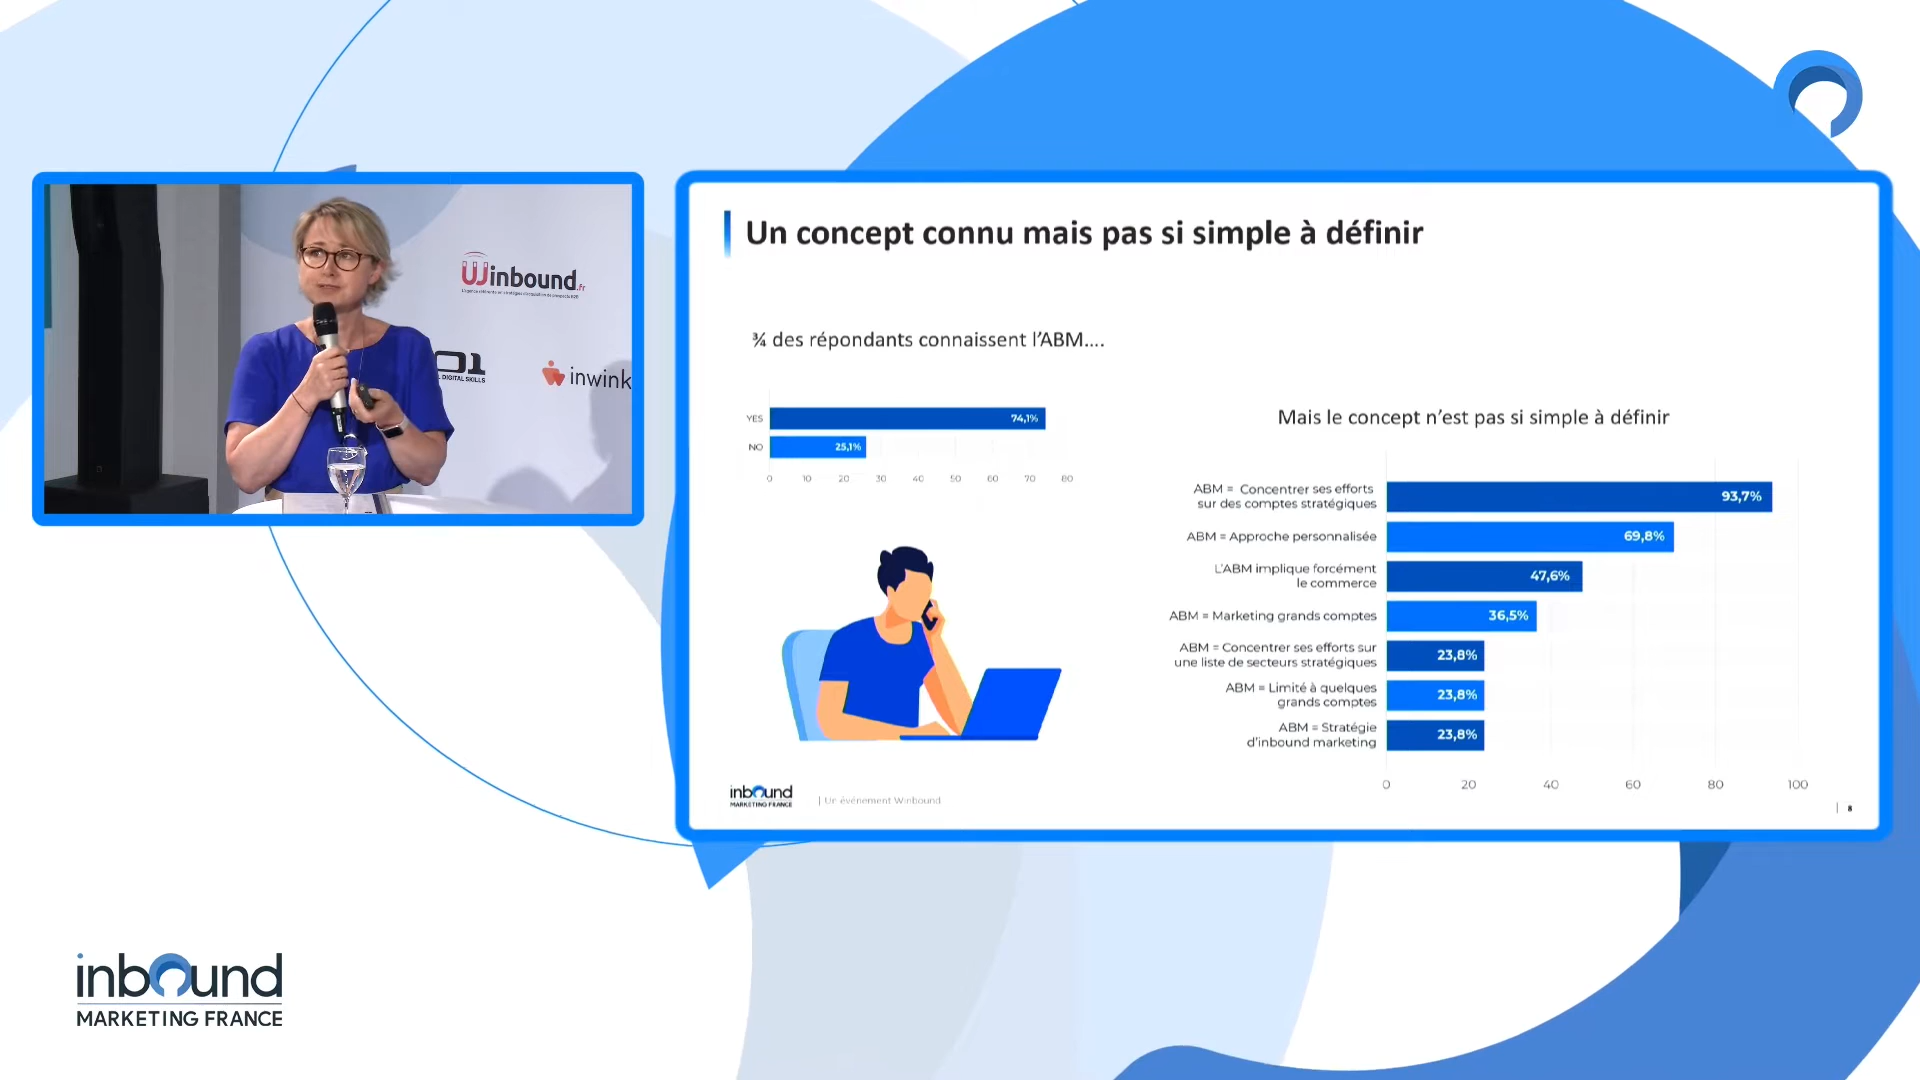 Winbound.fr
01
DIGITAL SKILLS
inwink
Un concept connu mais pas si simple à définir
¾ des répondants connaissent l'ABM....
YES
74,1%
NO
25,1%
0 10 20 30 40 50 60 70 80
Mais le concept n'est pas si simple à définir
ABM = Concentrer ses efforts
sur des comptes stratégiques
93,7%
ABM = Approche personnalisée
69,8%
L'ABM implique forcément
le commerce
47,6%
ABM = Marketing grands comptes
36,5%
ABM = Concentrer ses efforts sur
une liste de secteurs stratégiques
23,8%
ABM = Limité à quelques
grands comptes
23,8%
ABM = Stratégie
d'inbound marketing
23,8%
0 20 40 60 80 100
inbound
MARKETING FRANCE
| Un événement Winbound
| 8
inbound
MARKETING FRANCE